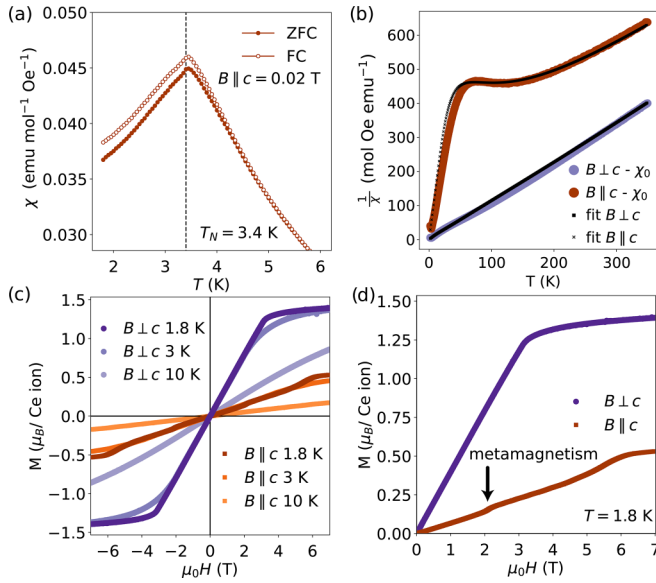 (a)
0.050
0.045
0.040
0.035
0.030
χ (emu mol⁻¹ Oe⁻¹)
ZFC
FC
B ∥ c = 0.02 T
T_N = 3.4 K
2 3 4 5 6
T (K)
(b)
600
500
400
300
200
100
0
1/χ (mol Oe emu⁻¹)
B⊥c - χ₀
B∥c - χ₀
fit B⊥c
fit B∥c
0 100 200 300
T (K)
(c)
1.5
1.0
0.5
0.0
−0.5
−1.0
−1.5
M (μ_B/ Ce ion)
B⊥c 1.8 K
B⊥c 3 K
B⊥c 10 K
B∥c 1.8 K
B∥c 3 K
B∥c 10 K
−6 −4 −2 0 2 4 6
μ₀H (T)
(d)
1.50
1.25
1.00
0.75
0.50
0.25
0.00
M (μ_B/ Ce ion)
B⊥c
B∥c
metamagnetism
T = 1.8 K
0 1 2 3 4 5 6 7
μ₀H (T)